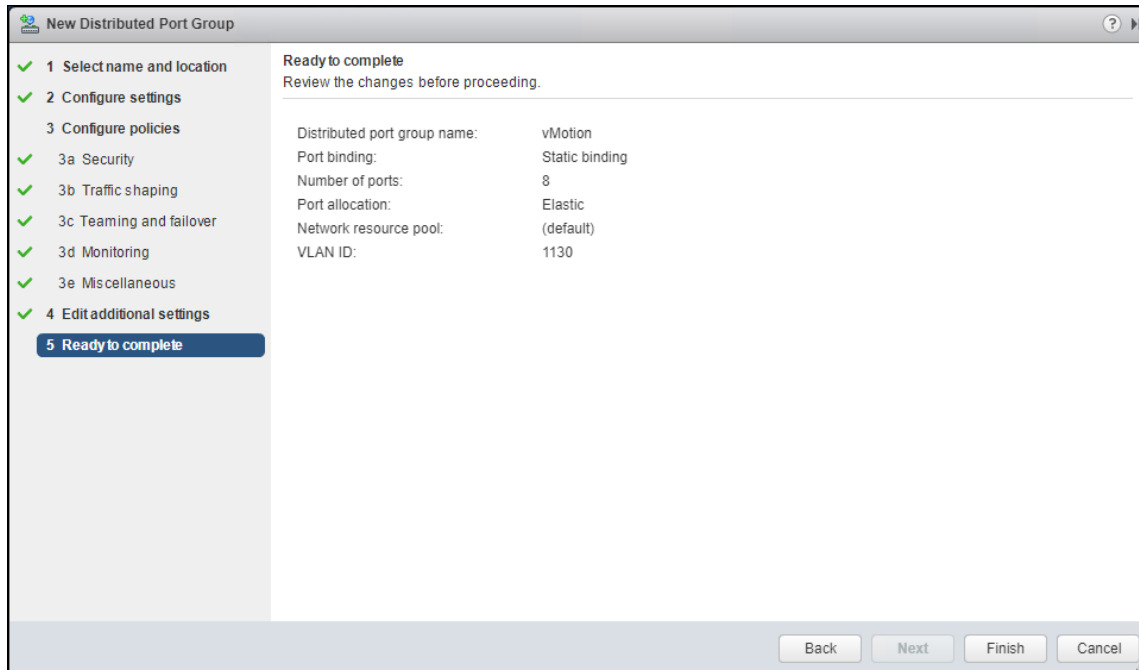 New Distributed Port Group
?
1 Select name and location
2 Configure settings
3 Configure policies
3a Security
3b Traffic shaping
3c Teaming and failover
3d Monitoring
3e Miscellaneous
4 Edit additional settings
5 Ready to complete
Ready to complete
Review the changes before proceeding.
Distributed port group name: vMotion
Port binding: Static binding
Number of ports: 8
Port allocation: Elastic
Network resource pool: (default)
VLAN ID: 1130
Back Next Finish Cancel